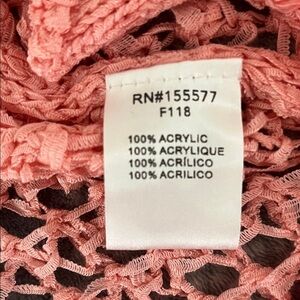 RN#155577
F118
100% ACRYLIC
100% ACRYLIQUE
100% ACRÍLICO
100% ACRILICO